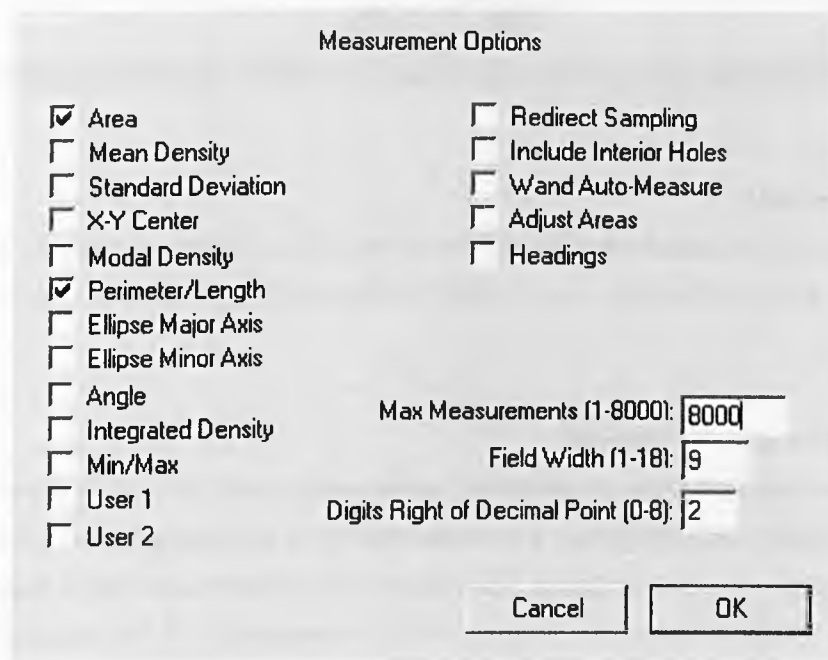 Measurement Options
Area
Mean Density
Standard Deviation
X-Y Center
Modal Density
Perimeter/Length
Ellipse Major Axis
Ellipse Minor Axis
Angle
Integrated Density
Min/Max
User 1
User 2
Redirect Sampling
Include Interior Holes
Wand Auto-Measure
Adjust Areas
Headings
Max Measurements (1-8000): 8000
Field Width (1-18): 9
Digits Right of Decimal Point (0-8): 2
Cancel
OK